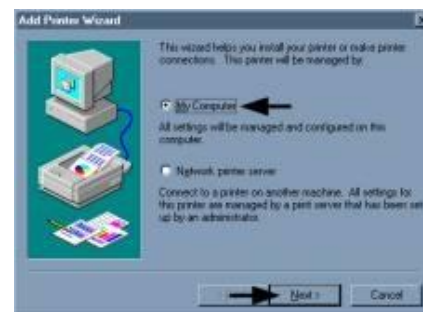 Add Printer Wizard
This wizard helps you install your printer or make printer
connections. This printer will be managed by:
My Computer
All settings will be managed and configured on this
computer.
Network printer server
Connect to a printer on another machine. All settings for
this printer are managed by a print server that has been set
up by an administrator.
Next >
Cancel